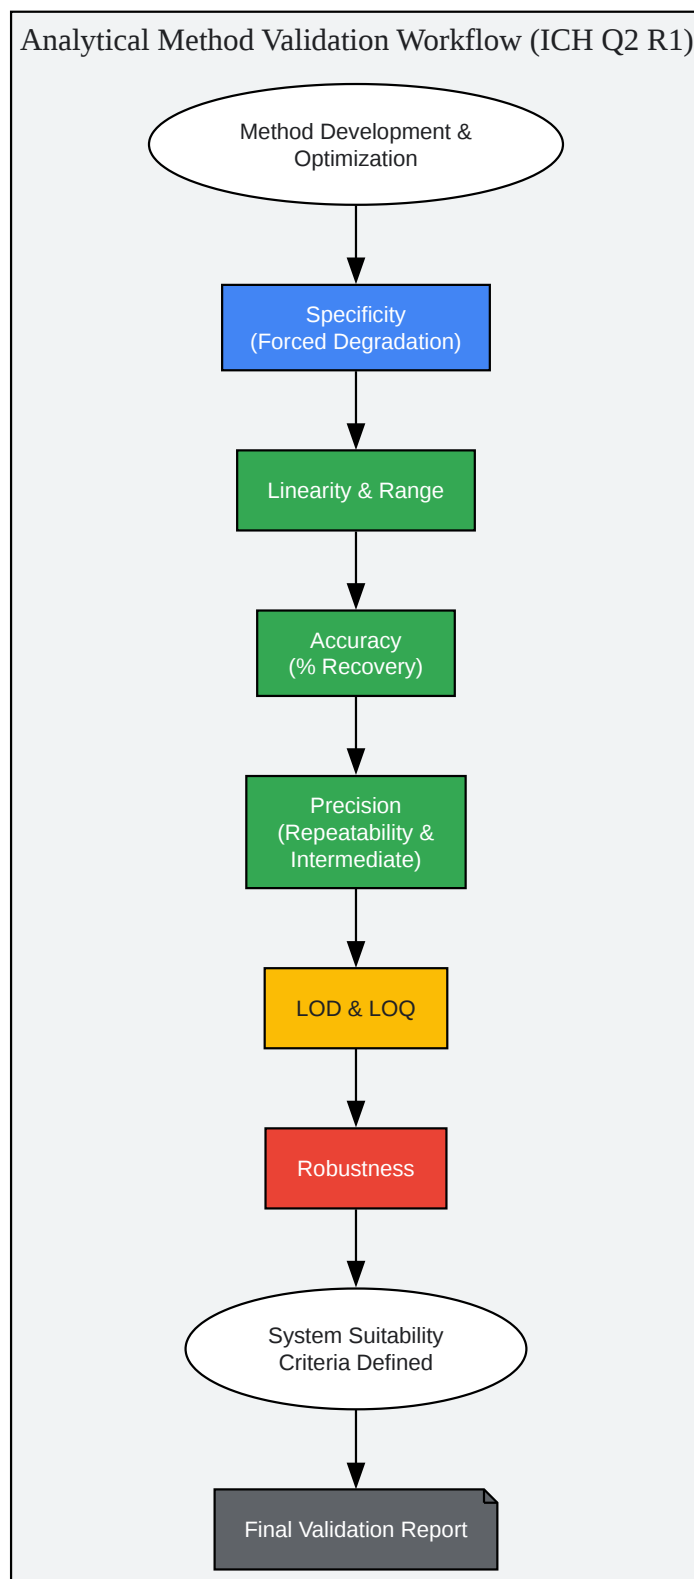 Analytical Method Validation Workflow (ICH Q2 R1)
Method Development &
Optimization
Specificity
(Forced Degradation)
Linearity & Range
Accuracy
(% Recovery)
Precision
(Repeatability &
Intermediate)
LOD & LOQ
Robustness
System Suitability
Criteria Defined
Final Validation Report